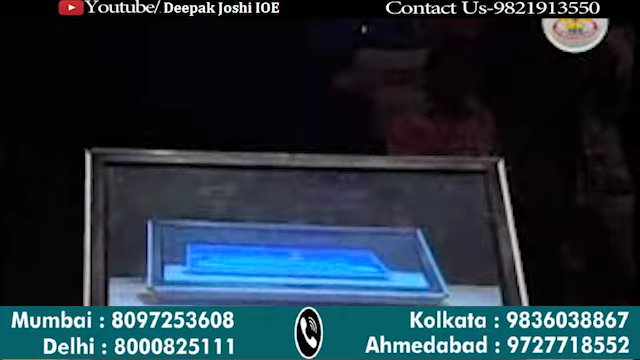 Youtube/ Deepak Joshi IOE
Contact Us-9821913550
Mumbai : 8097253608
Kolkata : 9836038867
Delhi : 8000825111
Ahmedabad : 9727718552